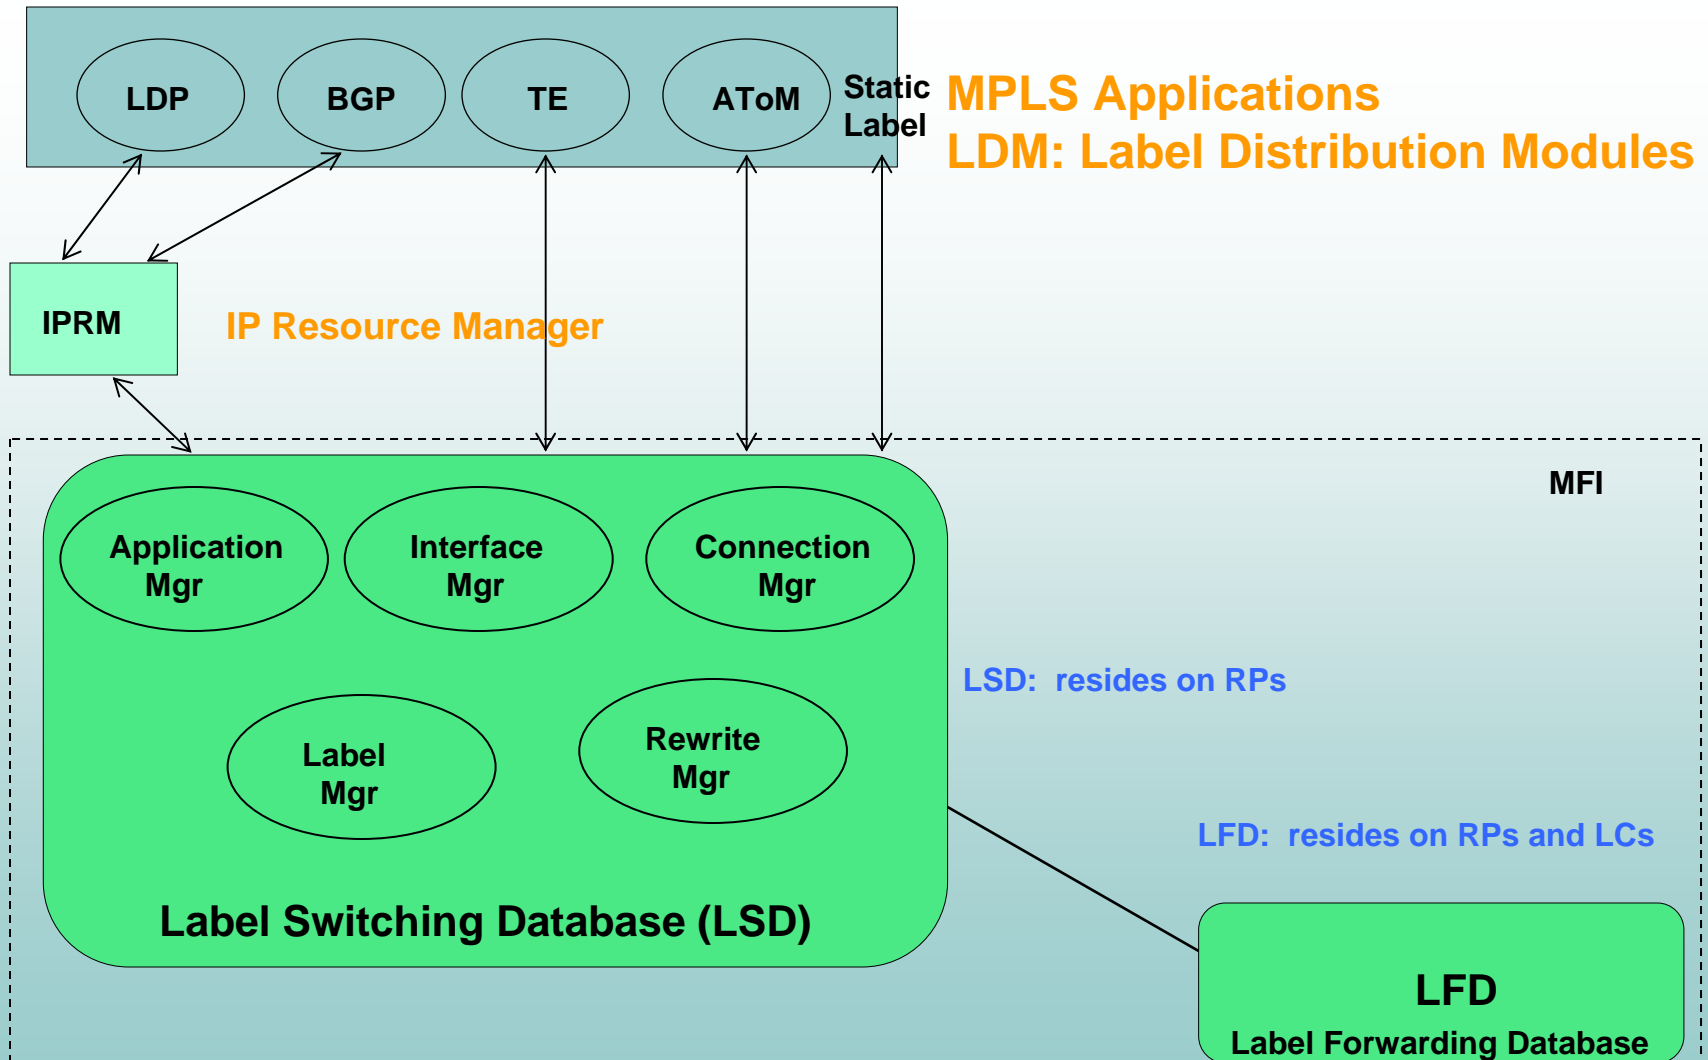 LDP
BGP
TE
AToM
Static
Label
MPLS Applications
LDM: Label Distribution Modules
IPRM
IP Resource Manager
MFI
Application
Mgr
Interface
Mgr
Connection
Mgr
LSD: resides on RPs
Label
Mgr
Rewrite
Mgr
LFD: resides on RPs and LCs
Label Switching Database (LSD)
LFD
Label Forwarding Database